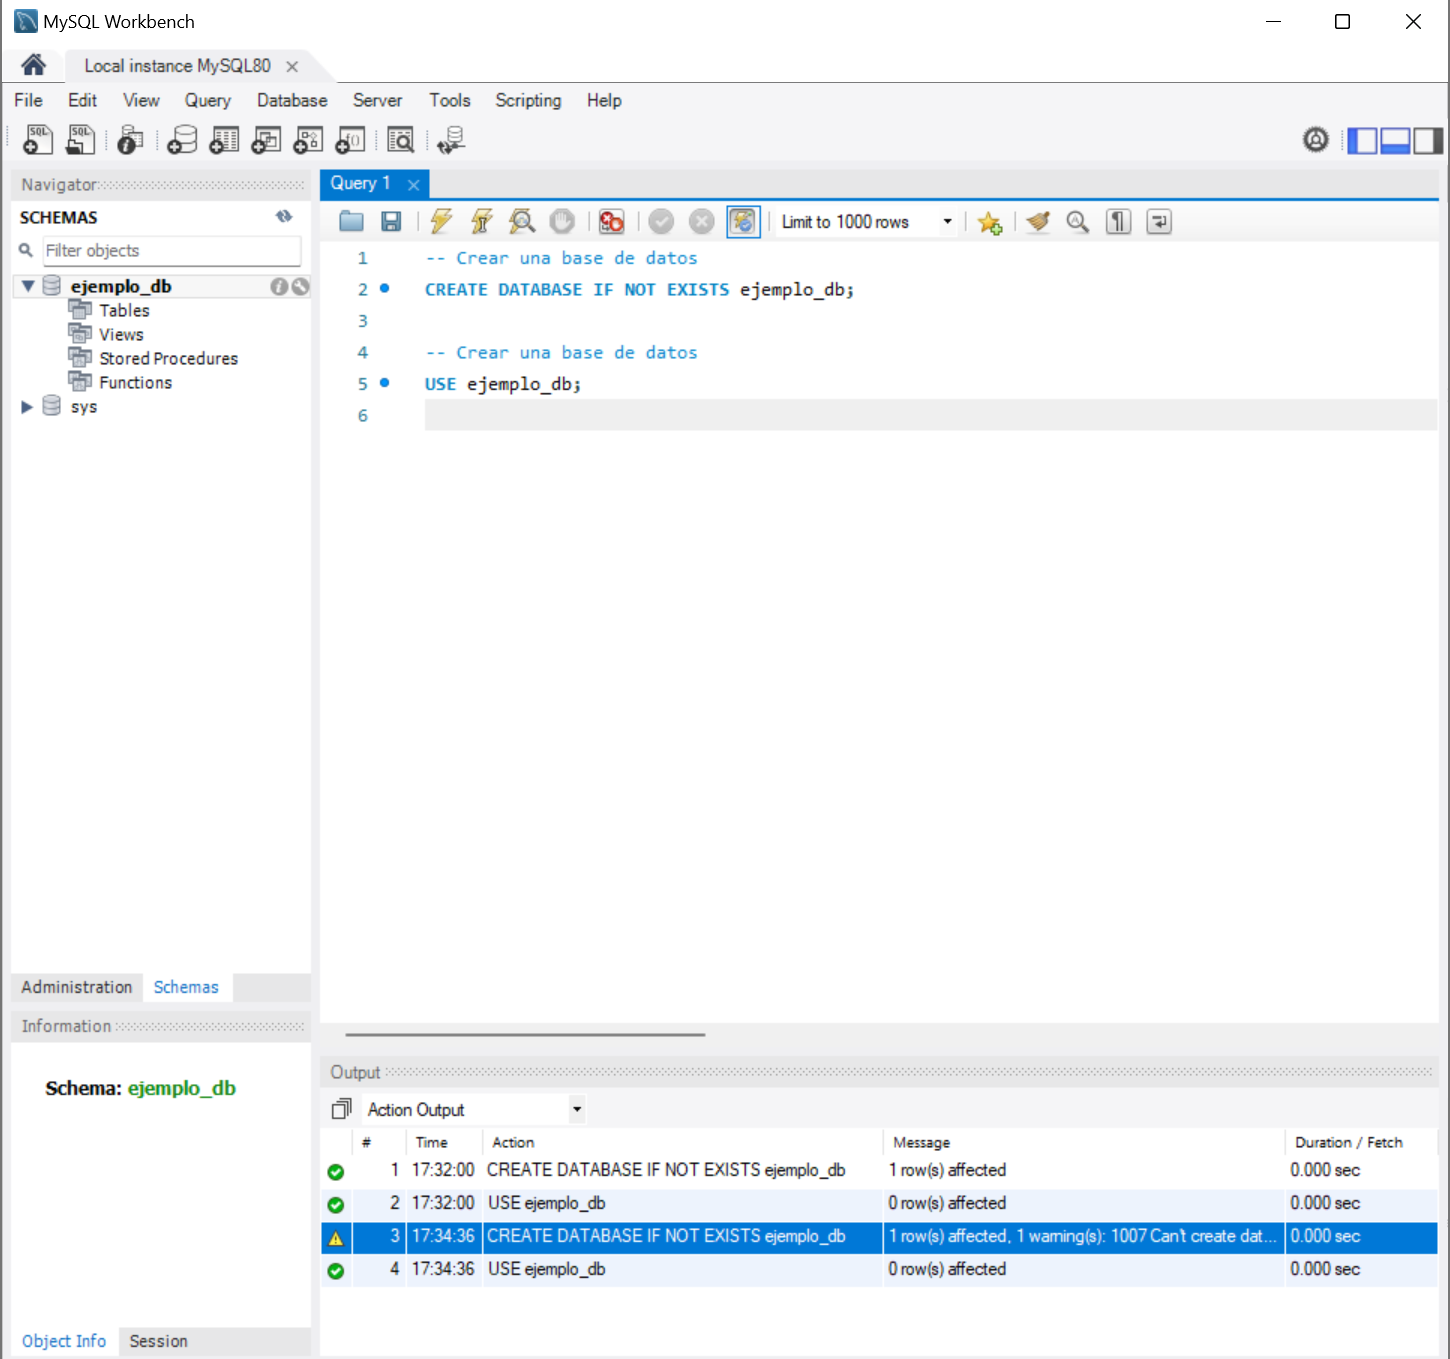 MySQL Workbench
Local instance MySQL80
File Edit View Query Database Server Tools Scripting Help
Navigator
SCHEMAS
Filter objects
ejemplo_db
Tables
Views
Stored Procedures
Functions
sys
Administration Schemas
Information
Schema: ejemplo_db
Object Info Session
Query 1
Limit to 1000 rows
1 -- Crear una base de datos
2 CREATE DATABASE IF NOT EXISTS ejemplo_db;
3
4 -- Crear una base de datos
5 USE ejemplo_db;
6
Output
Action Output
# Time Action Message Duration / Fetch
1 17:32:00 CREATE DATABASE IF NOT EXISTS ejemplo_db 1 row(s) affected 0.000 sec
2 17:32:00 USE ejemplo_db 0 row(s) affected 0.000 sec
3 17:34:36 CREATE DATABASE IF NOT EXISTS ejemplo_db 1 row(s) affected, 1 warning(s): 1007 Can't create dat... 0.000 sec
4 17:34:36 USE ejemplo_db 0 row(s) affected 0.000 sec